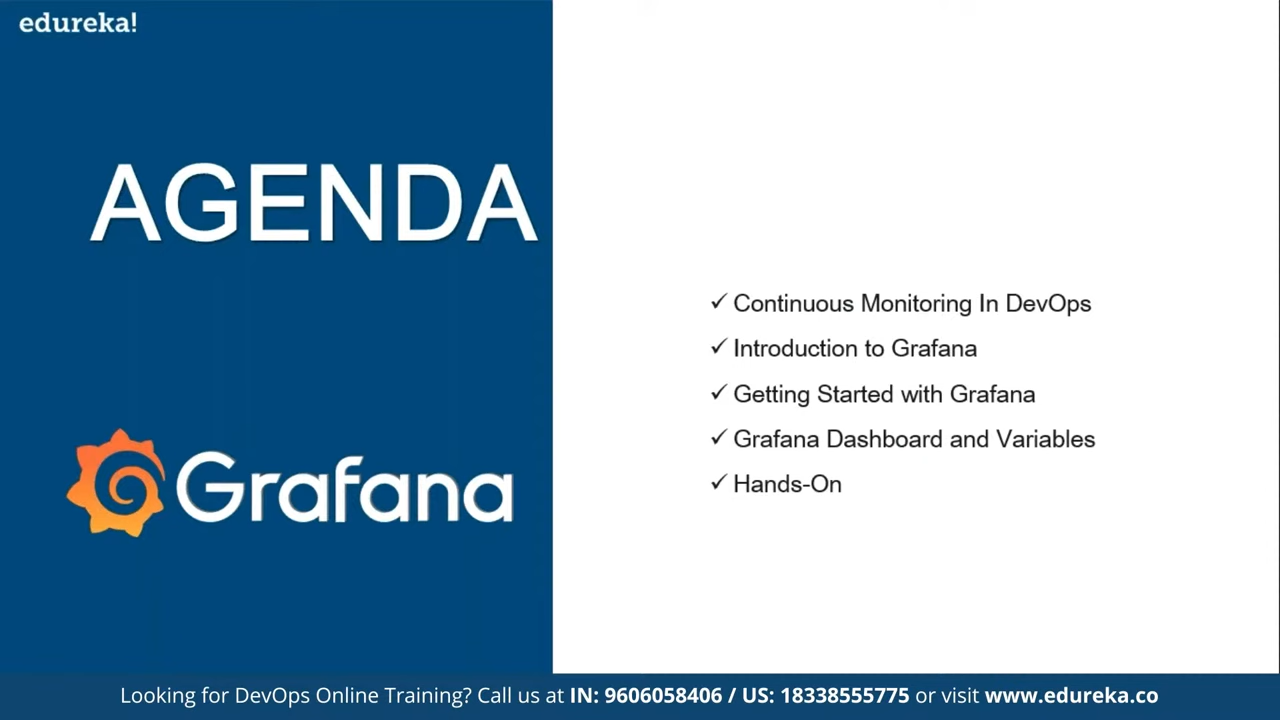 edureka!
AGENDA
Grafana
✓ Continuous Monitoring In DevOps
✓ Introduction to Grafana
✓ Getting Started with Grafana
✓ Grafana Dashboard and Variables
✓ Hands-On
Looking for DevOps Online Training? Call us at IN: 9606058406 / US: 18338555775 or visit www.edureka.co